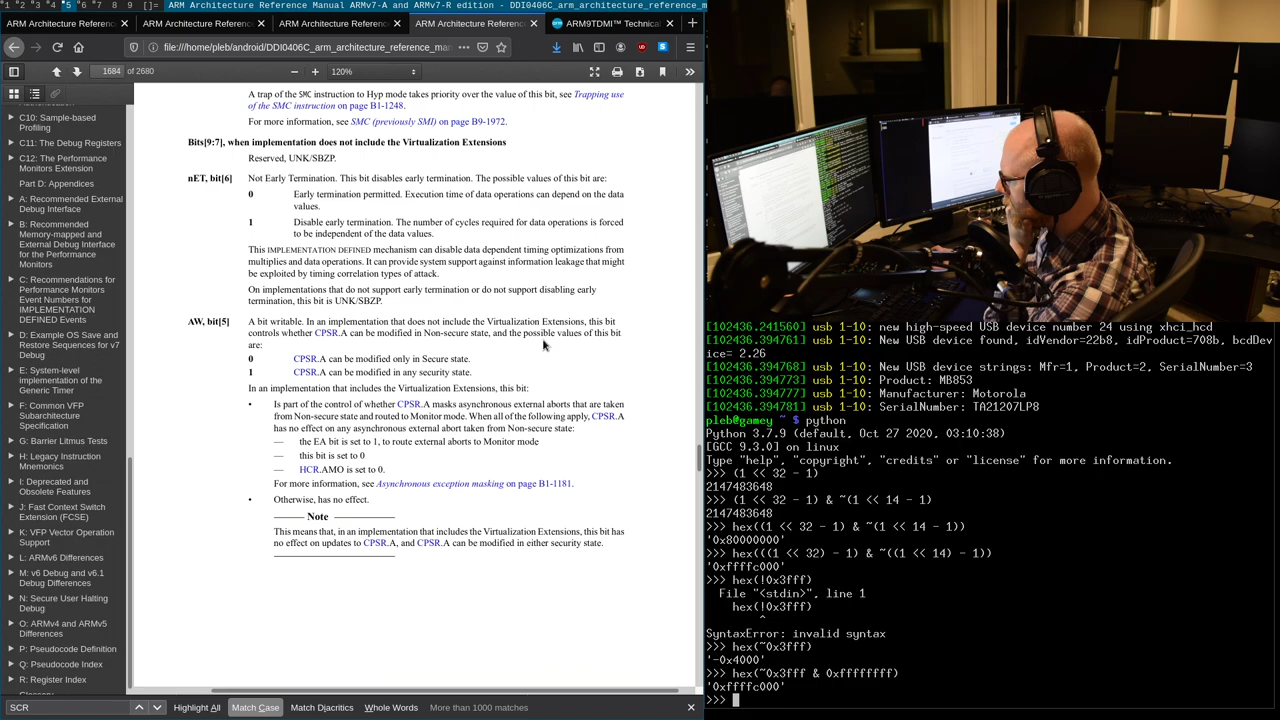 1 2 3 4 5 6 7 8 9 [] ARM Architecture Reference Manual ARMv7-A and ARMv7-R edition - DDI0406C_arm_architecture_reference_m
ARM Architecture Referenc
ARM Architecture Referenc
ARM Architecture Referenc
ARM Architecture Referenc
ARM9TDMI™ Technical
file:///home/pleb/android/DDI0406C_arm_architecture_reference_ma
1684 of 2680
120%
Authentication
C10: Sample-based
Profiling
C11: The Debug Registers
C12: The Performance
Monitors Extension
Part D: Appendices
A: Recommended External
Debug Interface
B: Recommended
Memory-mapped and
External Debug Interface
for the Performance
Monitors
C: Recommendations for
Performance Monitors
Event Numbers for
IMPLEMENTATION
DEFINED Events
D: Example OS Save and
Restore Sequences for v7
Debug
E: System-level
implementation of the
Generic Timer
F: Common VFP
Subarchitecture
Specification
G: Barrier Litmus Tests
H: Legacy Instruction
Mnemonics
I: Deprecated and
Obsolete Features
J: Fast Context Switch
Extension (FCSE)
K: VFP Vector Operation
Support
L: ARMv6 Differences
M: v6 Debug and v6.1
Debug Differences
N: Secure User Halting
Debug
O: ARMv4 and ARMv5
Differences
P: Pseudocode Definition
Q: Pseudocode Index
R: Register Index
Glossary
A trap of the SMC instruction to Hyp mode takes priority over the value of this bit, see Trapping use
of the SMC instruction on page B1-1248.
For more information, see SMC (previously SMI) on page B9-1972.
Bits[9:7], when implementation does not include the Virtualization Extensions
Reserved, UNK/SBZP.
nET, bit[6] Not Early Termination. This bit disables early termination. The possible values of this bit are:
0 Early termination permitted. Execution time of data operations can depend on the data
values.
1 Disable early termination. The number of cycles required for data operations is forced
to be independent of the data values.
This IMPLEMENTATION DEFINED mechanism can disable data dependent timing optimizations from
multiplies and data operations. It can provide system support against information leakage that might
be exploited by timing correlation types of attack.
On implementations that do not support early termination or do not support disabling early
termination, this bit is UNK/SBZP.
AW, bit[5] A bit writable. In an implementation that does not include the Virtualization Extensions, this bit
controls whether CPSR.A can be modified in Non-secure state, and the possible values of this bit
are:
0 CPSR.A can be modified only in Secure state.
1 CPSR.A can be modified in any security state.
In an implementation that includes the Virtualization Extensions, this bit:
• Is part of the control of whether CPSR.A masks asynchronous external aborts that are taken
from Non-secure state and routed to Monitor mode. When all of the following apply, CPSR.A
has no effect on any asynchronous external abort taken from Non-secure state:
— the EA bit is set to 1, to route external aborts to Monitor mode
— this bit is set to 0
— HCR.AMO is set to 0.
For more information, see Asynchronous exception masking on page B1-1181.
• Otherwise, has no effect.
Note
This means that, in an implementation that includes the Virtualization Extensions, this bit has
no effect on updates to CPSR.A, and CPSR.A can be modified in either security state.
SCR Highlight All Match Case Match Diacritics Whole Words More than 1000 matches
[102436.241560] usb 1-10: new high-speed USB device number 24 using xhci_hcd
[102436.394761] usb 1-10: New USB device found, idVendor=22b8, idProduct=708b, bcdDev
ice= 2.26
[102436.394768] usb 1-10: New USB device strings: Mfr=1, Product=2, SerialNumber=3
[102436.394773] usb 1-10: Product: MB853
[102436.394777] usb 1-10: Manufacturer: Motorola
[102436.394781] usb 1-10: SerialNumber: TA21207LP8
pleb@gamey ~ $ python
Python 3.7.9 (default, Oct 27 2020, 03:10:38)
[GCC 9.3.0] on linux
Type "help", "copyright", "credits" or "license" for more information.
>>> (1 << 32 - 1)
2147483648
>>> (1 << 32 - 1) & ~(1 << 14 - 1)
2147483648
>>> hex((1 << 32 - 1) & ~(1 << 14 - 1))
'0x80000000'
>>> hex(((1 << 32) - 1) & ~((1 << 14) - 1))
'0xffffc000'
>>> hex(!0x3fff)
File "<stdin>", line 1
hex(!0x3fff)
^
SyntaxError: invalid syntax
>>> hex(~0x3fff)
'-0x4000'
>>> hex(~0x3fff & 0xffffffff)
'0xffffc000'
>>>